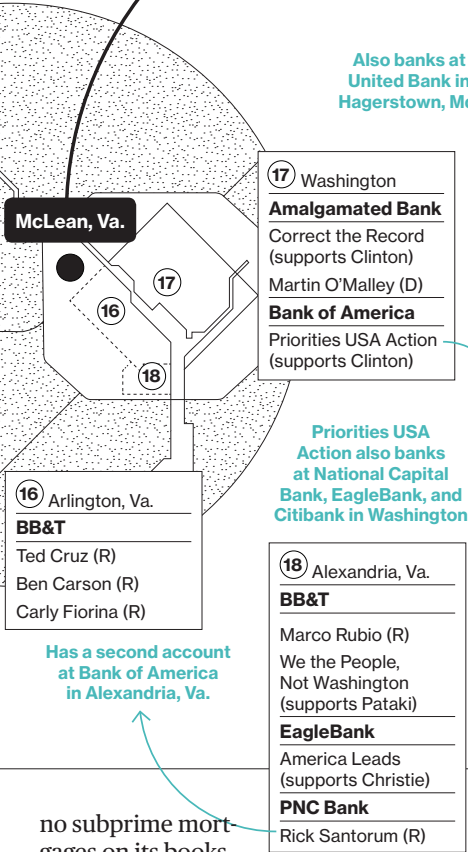 Also banks at
United Bank in
Hagerstown, Md
McLean, Va.
17 Washington
Amalgamated Bank
Correct the Record
(supports Clinton)
Martin O’Malley (D)
Bank of America
Priorities USA Action
(supports Clinton)
17
16
18
Priorities USA
Action also banks
at National Capital
Bank, EagleBank, and
Citibank in Washington
16 Arlington, Va.
BB&T
Ted Cruz (R)
Ben Carson (R)
Carly Fiorina (R)
Has a second account
at Bank of America
in Alexandria, Va.
18 Alexandria, Va.
BB&T
Marco Rubio (R)
We the People,
Not Washington
(supports Pataki)
EagleBank
America Leads
(supports Christie)
PNC Bank
Rick Santorum (R)
no subprime mort-
gages on its books